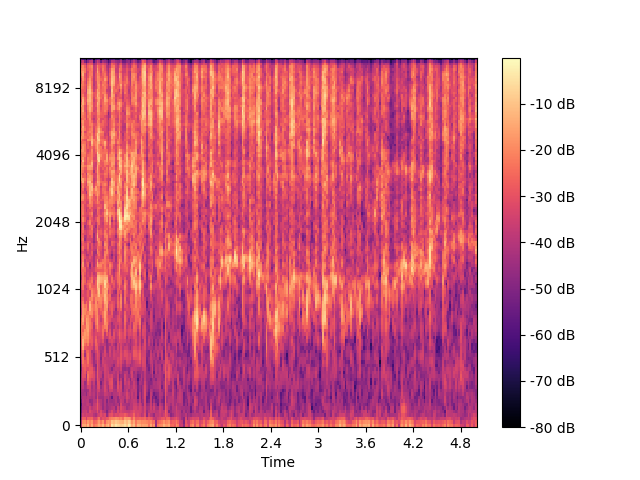 8192
4096
2048
1024
512
0
Hz
0 0.6 1.2 1.8 2.4 3 3.6 4.2 4.8
Time
-10 dB
-20 dB
-30 dB
-40 dB
-50 dB
-60 dB
-70 dB
-80 dB